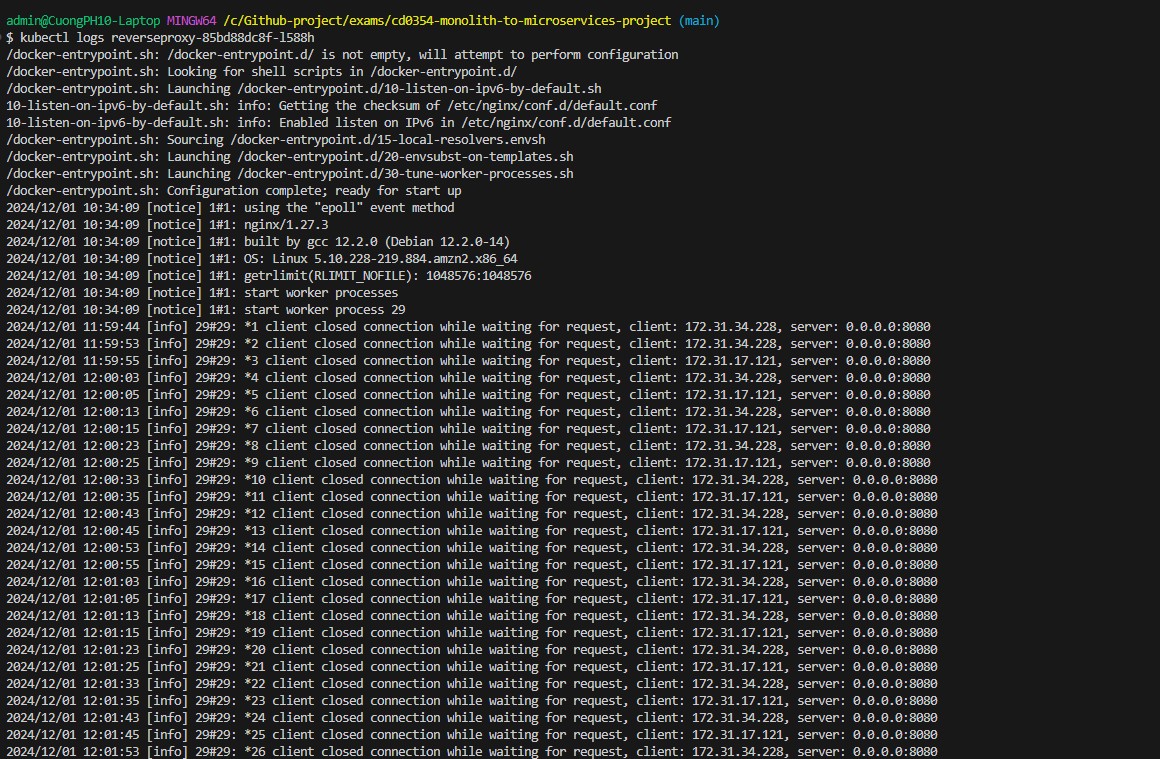 admin@CuongPH10-Laptop MINGW64 /c/Github-project/exams/cd0354-monolith-to-microservices-project (main)
$ kubectl logs reverseproxy-85bd88dc8f-l588h
/docker-entrypoint.sh: /docker-entrypoint.d/ is not empty, will attempt to perform configuration
/docker-entrypoint.sh: Looking for shell scripts in /docker-entrypoint.d/
/docker-entrypoint.sh: Launching /docker-entrypoint.d/10-listen-on-ipv6-by-default.sh
10-listen-on-ipv6-by-default.sh: info: Getting the checksum of /etc/nginx/conf.d/default.conf
10-listen-on-ipv6-by-default.sh: info: Enabled listen on IPv6 in /etc/nginx/conf.d/default.conf
/docker-entrypoint.sh: Sourcing /docker-entrypoint.d/15-local-resolvers.envsh
/docker-entrypoint.sh: Launching /docker-entrypoint.d/20-envsubst-on-templates.sh
/docker-entrypoint.sh: Launching /docker-entrypoint.d/30-tune-worker-processes.sh
/docker-entrypoint.sh: Configuration complete; ready for start up
2024/12/01 10:34:09 [notice] 1#1: using the "epoll" event method
2024/12/01 10:34:09 [notice] 1#1: nginx/1.27.3
2024/12/01 10:34:09 [notice] 1#1: built by gcc 12.2.0 (Debian 12.2.0-14)
2024/12/01 10:34:09 [notice] 1#1: OS: Linux 5.10.228-219.884.amzn2.x86_64
2024/12/01 10:34:09 [notice] 1#1: getrlimit(RLIMIT_NOFILE): 1048576:1048576
2024/12/01 10:34:09 [notice] 1#1: start worker processes
2024/12/01 10:34:09 [notice] 1#1: start worker process 29
2024/12/01 11:59:44 [info] 29#29: *1 client closed connection while waiting for request, client: 172.31.34.228, server: 0.0.0.0:8080
2024/12/01 11:59:53 [info] 29#29: *2 client closed connection while waiting for request, client: 172.31.34.228, server: 0.0.0.0:8080
2024/12/01 11:59:55 [info] 29#29: *3 client closed connection while waiting for request, client: 172.31.17.121, server: 0.0.0.0:8080
2024/12/01 12:00:03 [info] 29#29: *4 client closed connection while waiting for request, client: 172.31.34.228, server: 0.0.0.0:8080
2024/12/01 12:00:05 [info] 29#29: *5 client closed connection while waiting for request, client: 172.31.17.121, server: 0.0.0.0:8080
2024/12/01 12:00:13 [info] 29#29: *6 client closed connection while waiting for request, client: 172.31.34.228, server: 0.0.0.0:8080
2024/12/01 12:00:15 [info] 29#29: *7 client closed connection while waiting for request, client: 172.31.17.121, server: 0.0.0.0:8080
2024/12/01 12:00:23 [info] 29#29: *8 client closed connection while waiting for request, client: 172.31.34.228, server: 0.0.0.0:8080
2024/12/01 12:00:25 [info] 29#29: *9 client closed connection while waiting for request, client: 172.31.17.121, server: 0.0.0.0:8080
2024/12/01 12:00:33 [info] 29#29: *10 client closed connection while waiting for request, client: 172.31.34.228, server: 0.0.0.0:8080
2024/12/01 12:00:35 [info] 29#29: *11 client closed connection while waiting for request, client: 172.31.17.121, server: 0.0.0.0:8080
2024/12/01 12:00:43 [info] 29#29: *12 client closed connection while waiting for request, client: 172.31.34.228, server: 0.0.0.0:8080
2024/12/01 12:00:45 [info] 29#29: *13 client closed connection while waiting for request, client: 172.31.17.121, server: 0.0.0.0:8080
2024/12/01 12:00:53 [info] 29#29: *14 client closed connection while waiting for request, client: 172.31.34.228, server: 0.0.0.0:8080
2024/12/01 12:00:55 [info] 29#29: *15 client closed connection while waiting for request, client: 172.31.17.121, server: 0.0.0.0:8080
2024/12/01 12:01:03 [info] 29#29: *16 client closed connection while waiting for request, client: 172.31.34.228, server: 0.0.0.0:8080
2024/12/01 12:01:05 [info] 29#29: *17 client closed connection while waiting for request, client: 172.31.17.121, server: 0.0.0.0:8080
2024/12/01 12:01:13 [info] 29#29: *18 client closed connection while waiting for request, client: 172.31.34.228, server: 0.0.0.0:8080
2024/12/01 12:01:15 [info] 29#29: *19 client closed connection while waiting for request, client: 172.31.17.121, server: 0.0.0.0:8080
2024/12/01 12:01:23 [info] 29#29: *20 client closed connection while waiting for request, client: 172.31.34.228, server: 0.0.0.0:8080
2024/12/01 12:01:25 [info] 29#29: *21 client closed connection while waiting for request, client: 172.31.17.121, server: 0.0.0.0:8080
2024/12/01 12:01:33 [info] 29#29: *22 client closed connection while waiting for request, client: 172.31.34.228, server: 0.0.0.0:8080
2024/12/01 12:01:35 [info] 29#29: *23 client closed connection while waiting for request, client: 172.31.17.121, server: 0.0.0.0:8080
2024/12/01 12:01:43 [info] 29#29: *24 client closed connection while waiting for request, client: 172.31.34.228, server: 0.0.0.0:8080
2024/12/01 12:01:45 [info] 29#29: *25 client closed connection while waiting for request, client: 172.31.17.121, server: 0.0.0.0:8080
2024/12/01 12:01:53 [info] 29#29: *26 client closed connection while waiting for request, client: 172.31.34.228, server: 0.0.0.0:8080